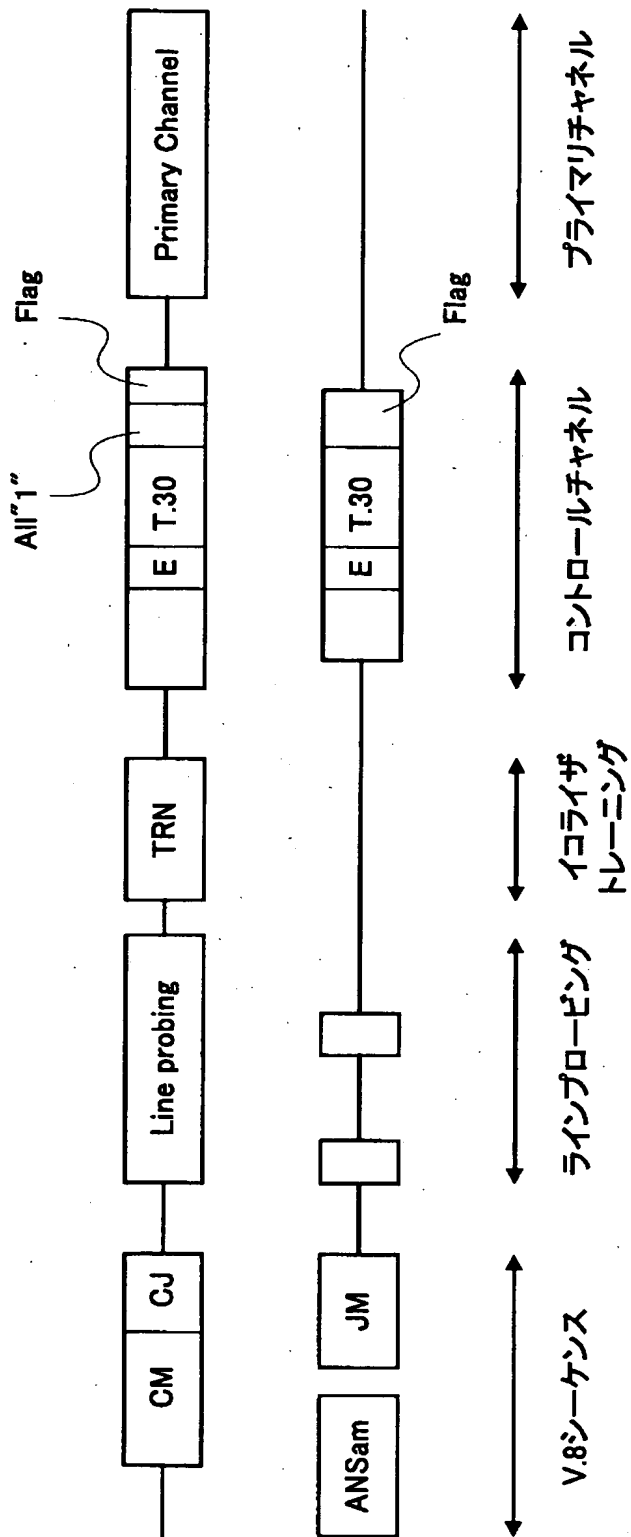 All"1"
Flag
CM
CJ
Line probing
TRN
E
T.30
Primary Channel
ANSam
JM
E
T.30
Flag
V.8シーケンス
ラインプロービング
イコライザ
トレーニング
コントロールチャネル
プライマリチャネル